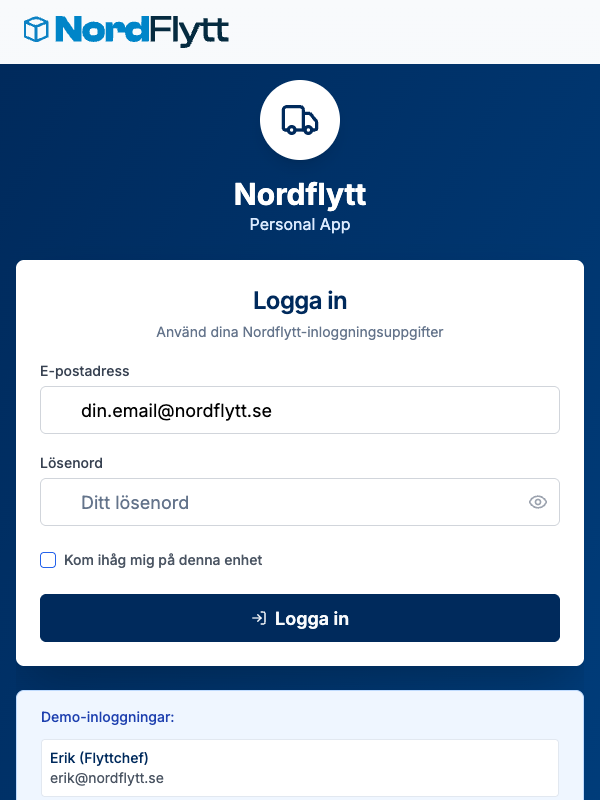 NordFlytt
Nordflytt
Personal App
Logga in
Använd dina Nordflytt-inloggningsuppgifter
E-postadress
din.email@nordflytt.se
Lösenord
Ditt lösenord
Kom ihåg mig på denna enhet
Logga in
Demo-inloggningar:
Erik (Flyttchef)
erik@nordflytt.se